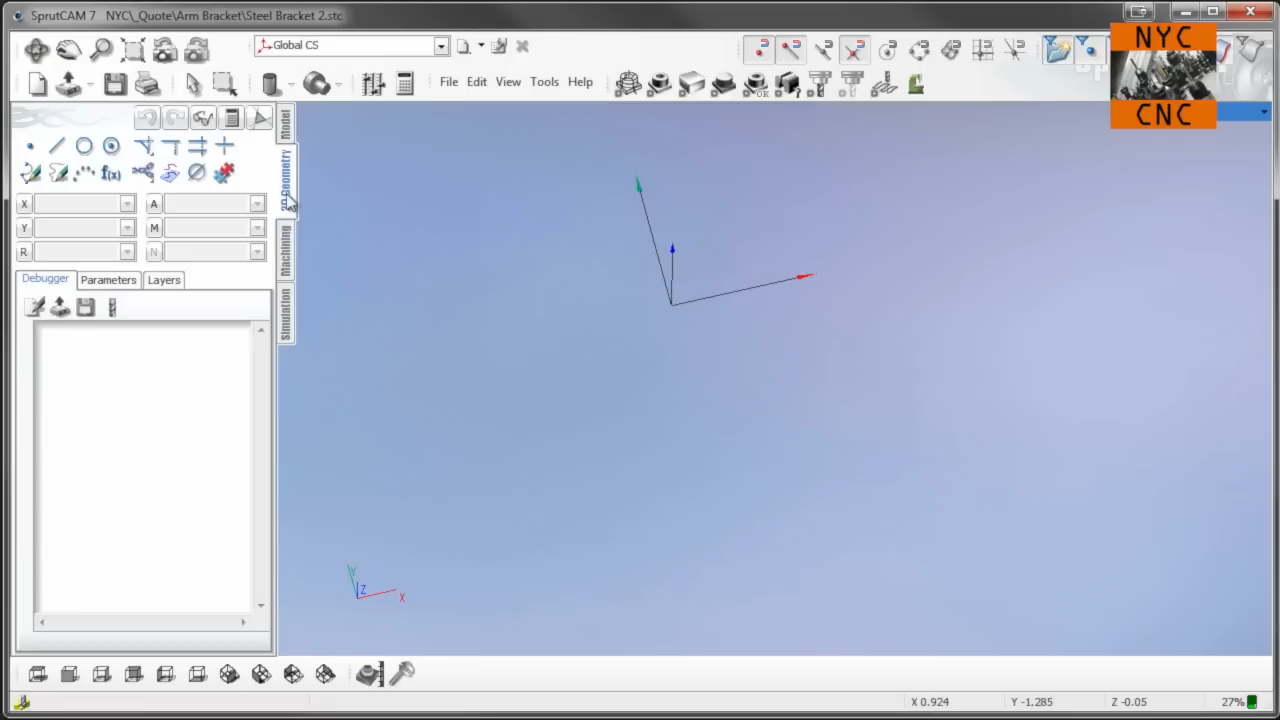 SprutCAM 7 NYC\_Quote\Arm Bracket\Steel Bracket 2.stc
Global CS
File Edit View Tools Help
OK
NYC
CNC
Model
2D Geometry
Machining
Simulation
f(x)
X
A
Y
M
R
N
Debugger Parameters Layers
Y
Z
X
X 0.924 Y -1.285 Z -0.05 27%